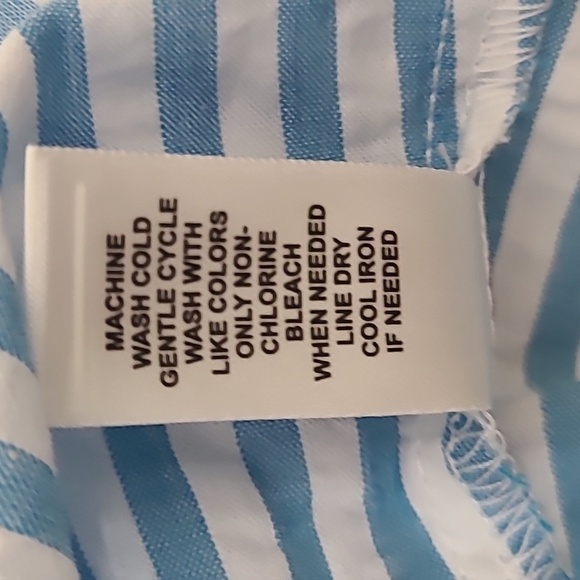 MACHINE
WASH COLD
GENTLE CYCLE
WASH WITH
LIKE COLORS
ONLY NON-
CHLORINE
BLEACH
WHEN NEEDED
LINE DRY
COOL IRON
IF NEEDED